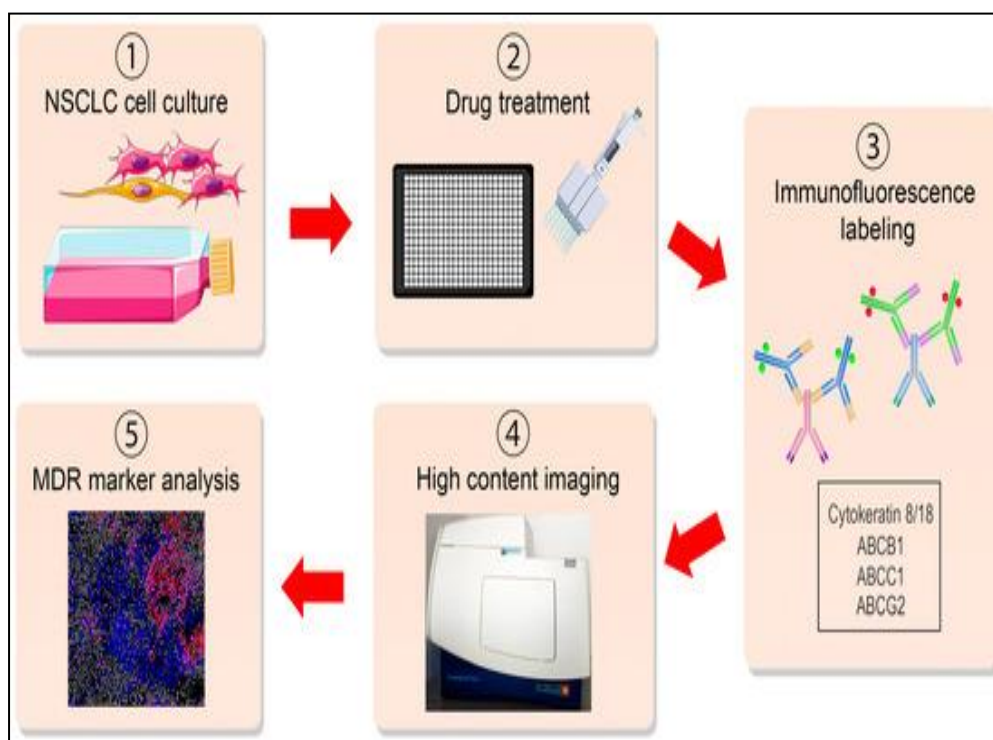 ①
NSCLC cell culture
②
Drug treatment
③
Immunofluorescence
labeling
Cytokeratin 8/18
ABCB1
ABCC1
ABCG2
④
High content imaging
⑤
MDR marker analysis